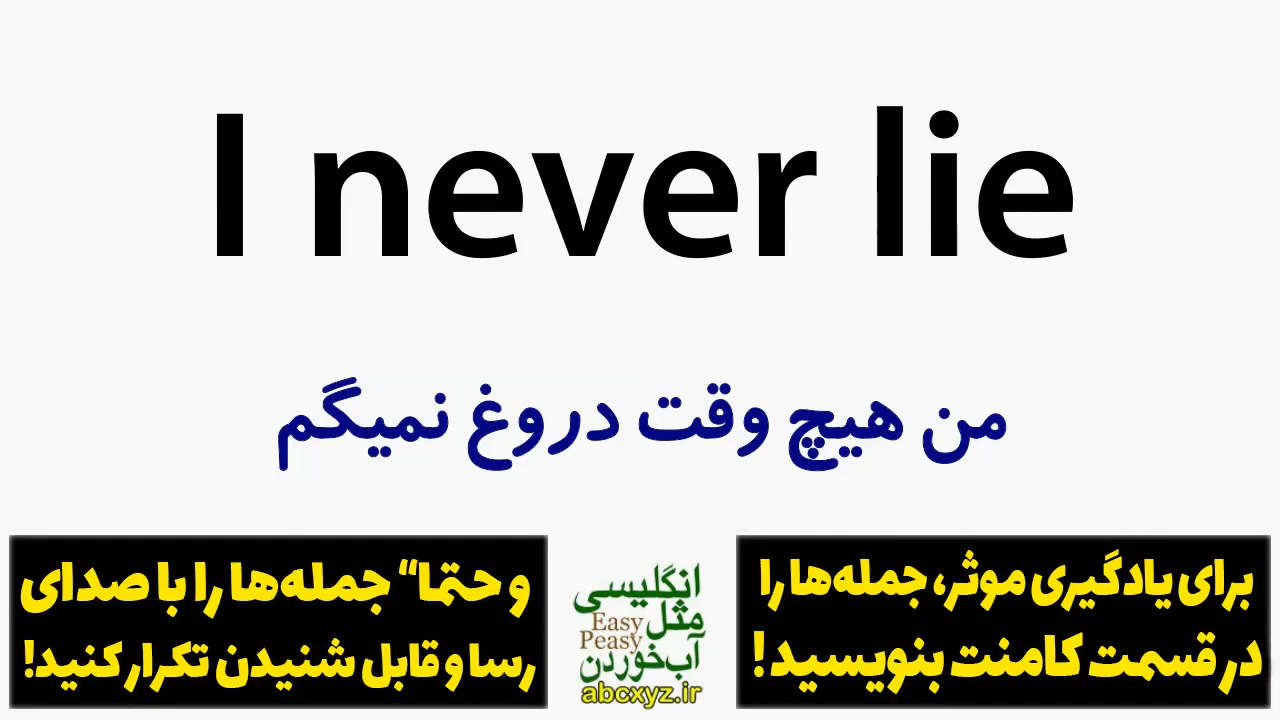 I never lie
من هیچ وقت دروغ نمیگم
برای یادگیری موثر، جمله‌ها را
در قسمت کامنت بنویسید !
انگلیسی
مثل
Easy
Peasy
آب‌خوردن
abcxyz.ir
و حتما“ جمله‌ها را با صدای
رسا و قابل شنیدن تکرار کنید!